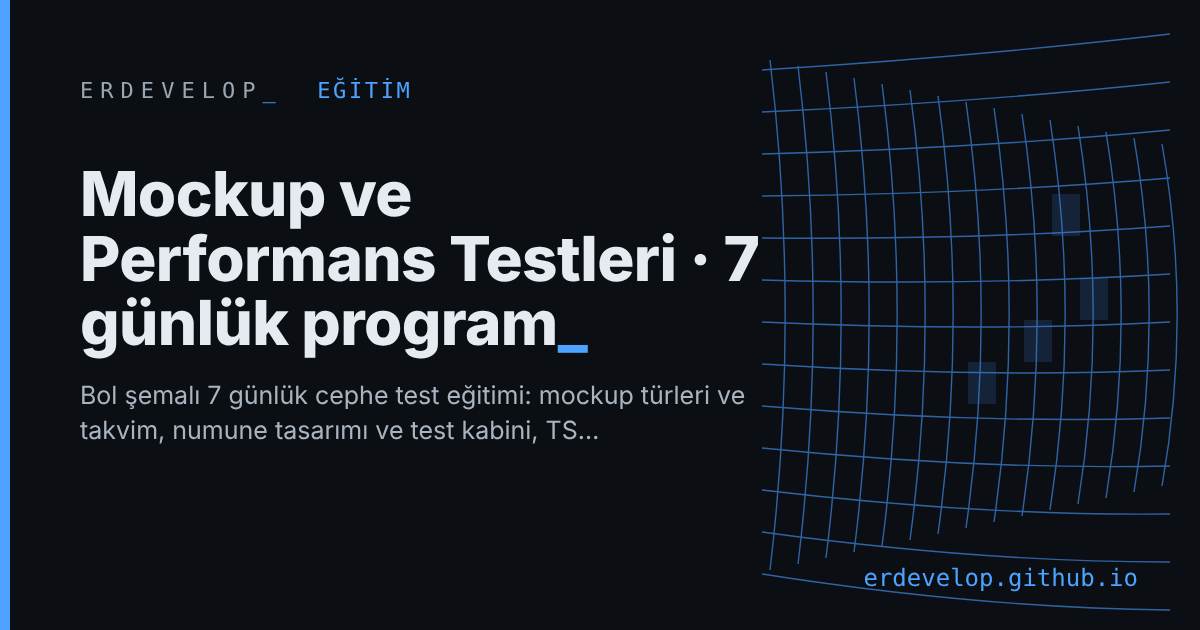 ERDEVELOP_ EĞİTİM
Mockup ve
Performans Testleri · 7
günlük program_
Bol şemalı 7 günlük cephe test eğitimi: mockup türleri ve
takvim, numune tasarımı ve test kabini, TS...
erdevelop.github.io